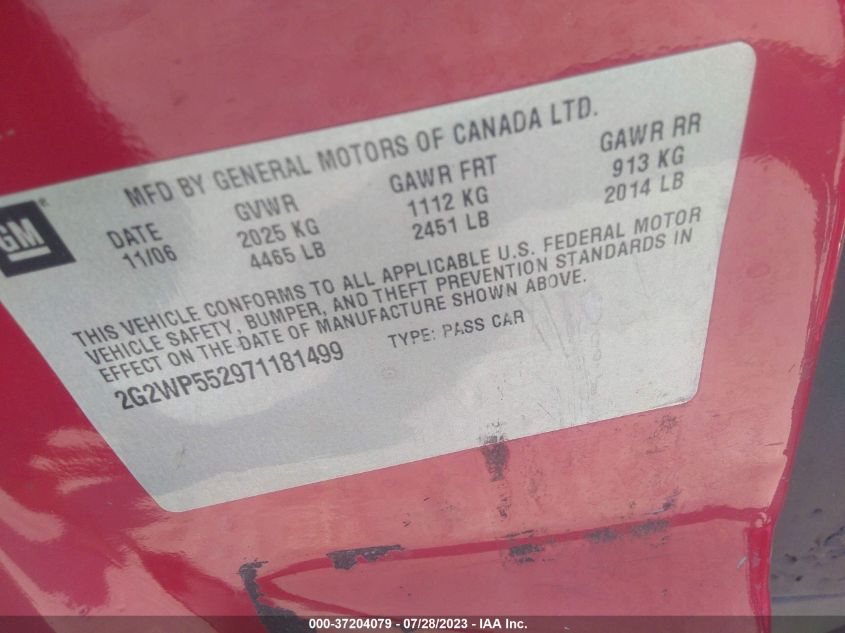 MFD BY GENERAL MOTORS OF CANADA LTD.
GM®
DATE GVWR GAWR FRT GAWR RR
11/06 2025 KG 1112 KG 913 KG
4465 LB 2451 LB 2014 LB
THIS VEHICLE CONFORMS TO ALL APPLICABLE U.S. FEDERAL MOTOR
VEHICLE SAFETY, BUMPER, AND THEFT PREVENTION STANDARDS IN
EFFECT ON THE DATE OF MANUFACTURE SHOWN ABOVE.
2G2WP552971181499 TYPE: PASS CAR
000-37204079 - 07/28/2023 - IAA Inc.